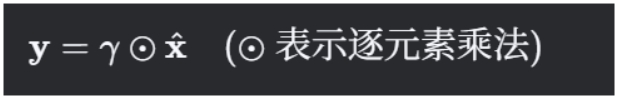 y = γ ⊙ x̂ (⊙ 表示逐元素乘法)